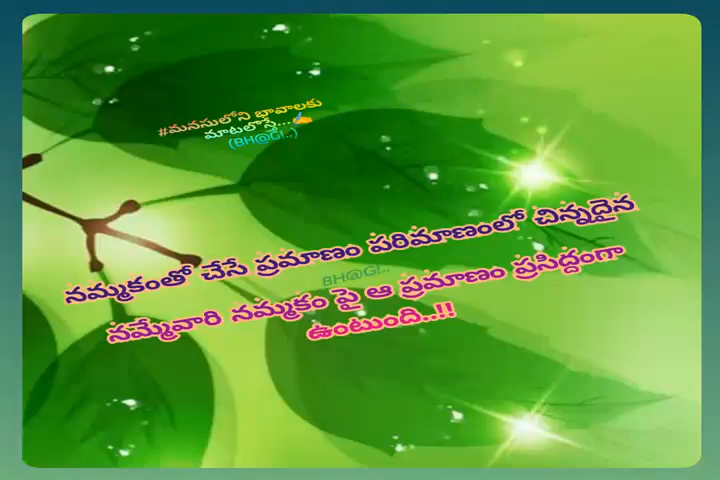 #మనసులోని భావాలకు
మాటలొస్తే...✍
(BH@GI..)
నమ్మకంతో చేసే ప్రమాణం పరిమాణంలో చిన్నదైన
BH@GI..
నమ్మేవారి నమ్మకం పై ఆ ప్రమాణం ప్రసిద్దంగా
ఉంటుంది..!!